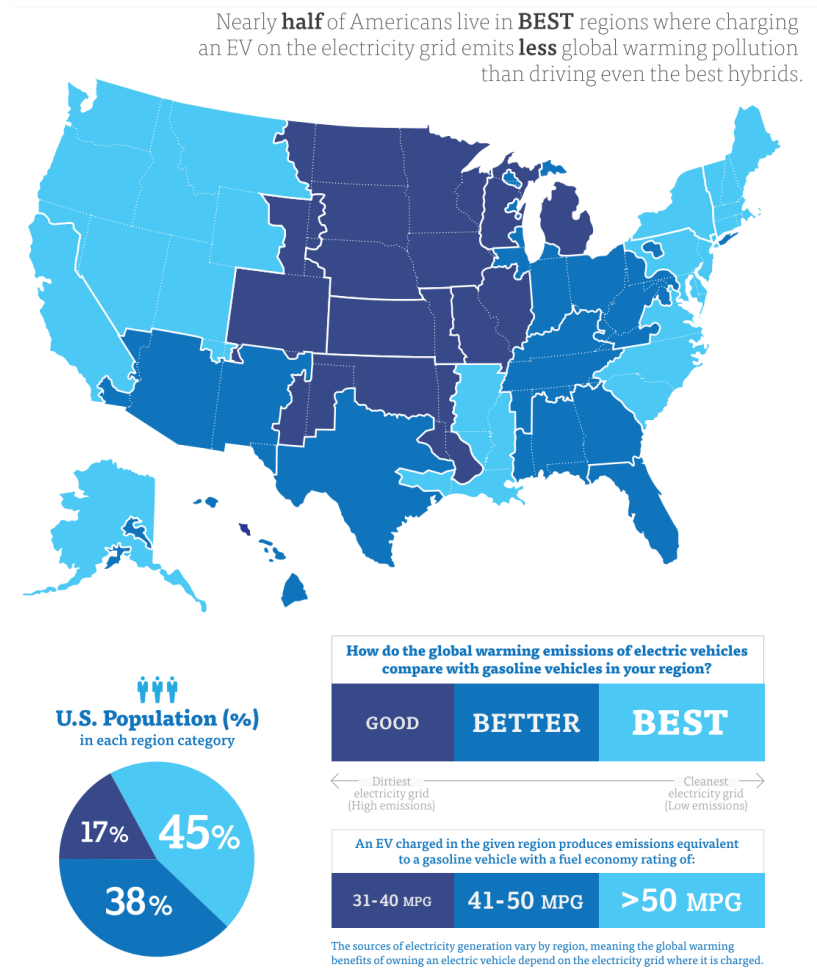 Nearly half of Americans live in BEST regions where charging
an EV on the electricity grid emits less global warming pollution
than driving even the best hybrids.
How do the global warming emissions of electric vehicles
compare with gasoline vehicles in your region?
GOOD
BETTER
BEST
Dirtiest
electricity grid
(High emissions)
Cleanest
electricity grid
(Low emissions)
U.S. Population (%)
in each region category
17%
45%
38%
An EV charged in the given region produces emissions equivalent
to a gasoline vehicle with a fuel economy rating of:
31-40 MPG
41-50 MPG
>50 MPG
The sources of electricity generation vary by region, meaning the global warming
benefits of owning an electric vehicle depend on the electricity grid where it is charged.